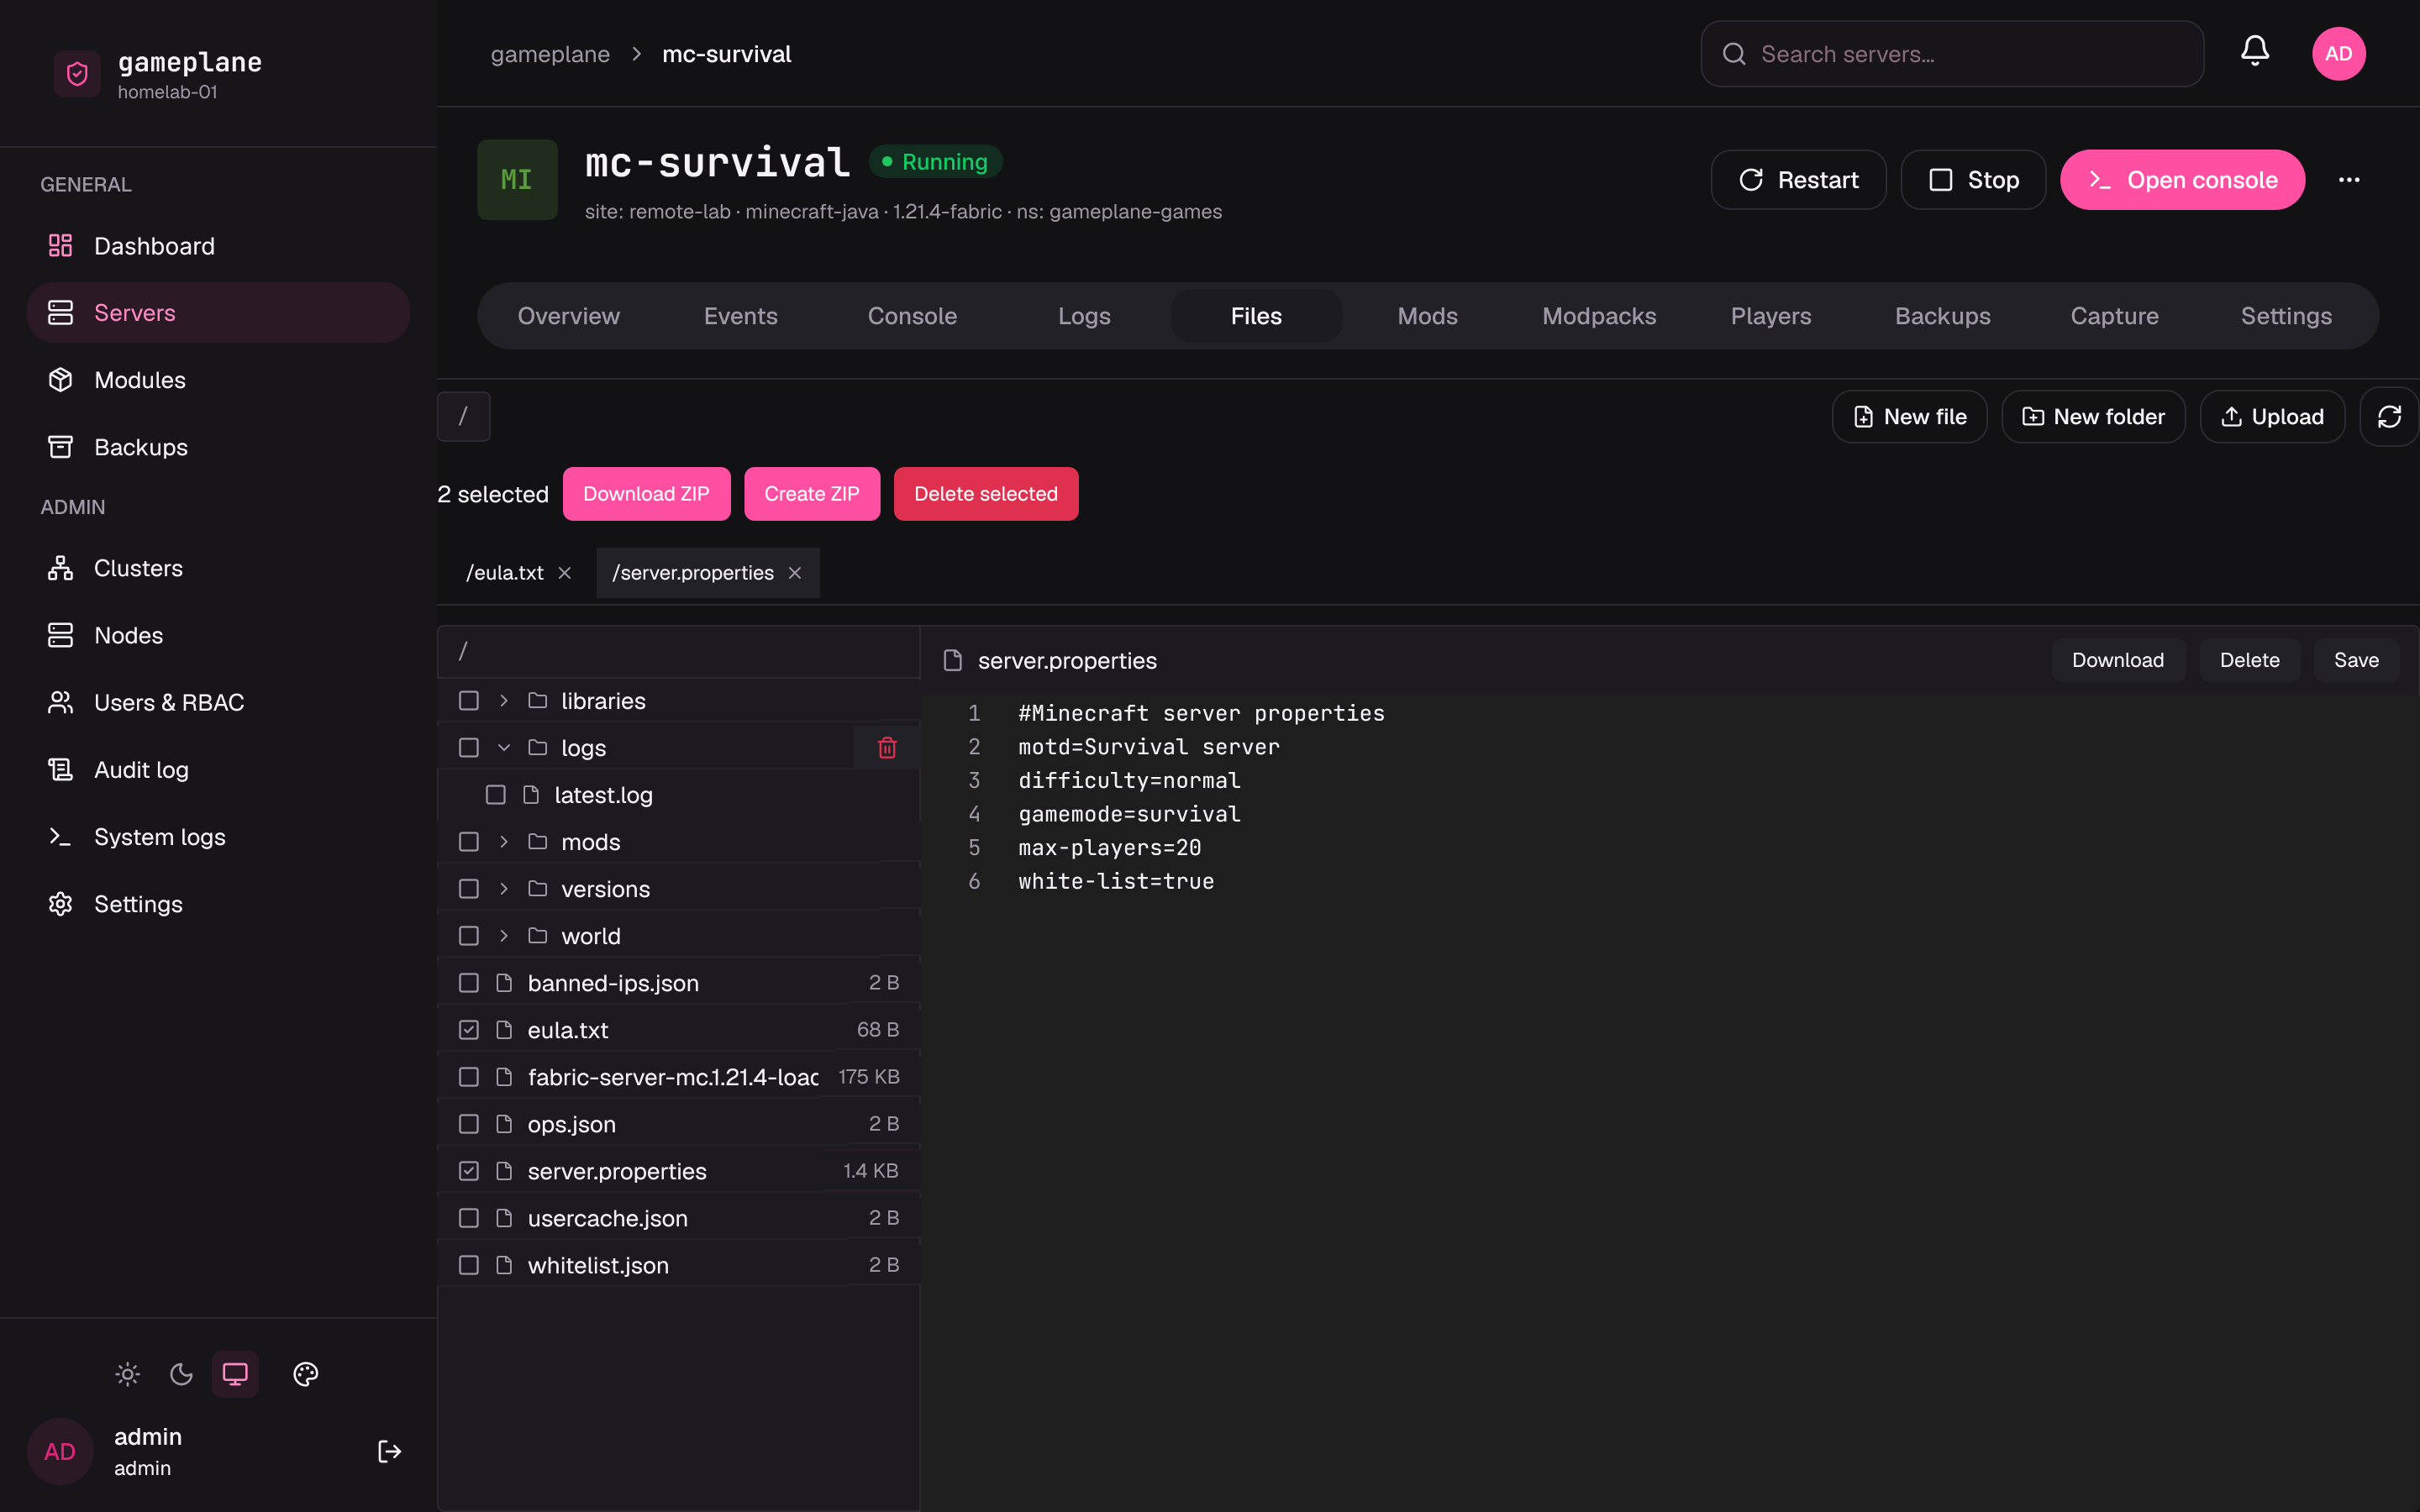 gameplane
homelab-01
GENERAL
Dashboard
Servers
Modules
Backups
ADMIN
Clusters
Nodes
Users & RBAC
Audit log
System logs
Settings
AD
admin
admin
gameplane > mc-survival
Search servers...
AD
MI
mc-survival
Running
site: remote-lab · minecraft-java · 1.21.4-fabric · ns: gameplane-games
Restart
Stop
Open console
Overview
Events
Console
Logs
Files
Mods
Modpacks
Players
Backups
Capture
Settings
/
New file
New folder
Upload
2 selected
Download ZIP
Create ZIP
Delete selected
/eula.txt
/server.properties
/
libraries
logs
latest.log
mods
versions
world
banned-ips.json 2 B
eula.txt 68 B
fabric-server-mc.1.21.4-load 175 KB
ops.json 2 B
server.properties 1.4 KB
usercache.json 2 B
whitelist.json 2 B
server.properties
Download
Delete
Save
1 #Minecraft server properties
2 motd=Survival server
3 difficulty=normal
4 gamemode=survival
5 max-players=20
6 white-list=true